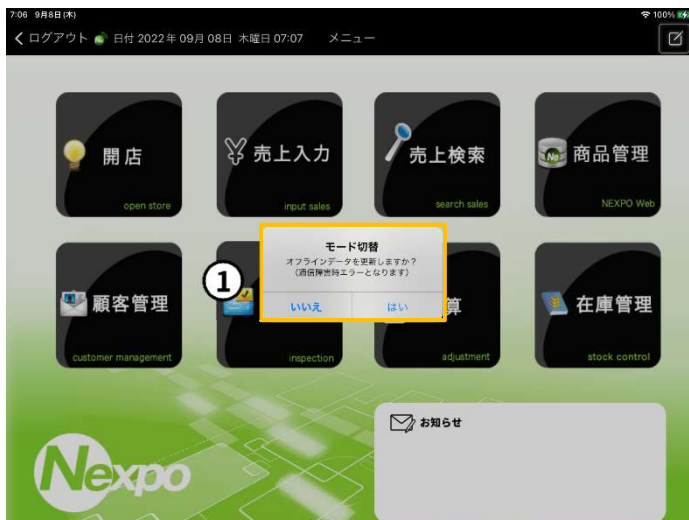 7:06 9月8日(木)
100%
ログアウト 日付 2022年 09月 08日 木曜日 07:07 メニュー
開店
open store
売上入力
input sales
売上検索
search sales
Ne
商品管理
NEXPO Web
モード切替
オフラインデータを更新しますか？
(通信障害時エラーとなります)
いいえ
はい
1
顧客管理
customer management
inspection
算
adjustment
在庫管理
stock control
お知らせ
Nexpo